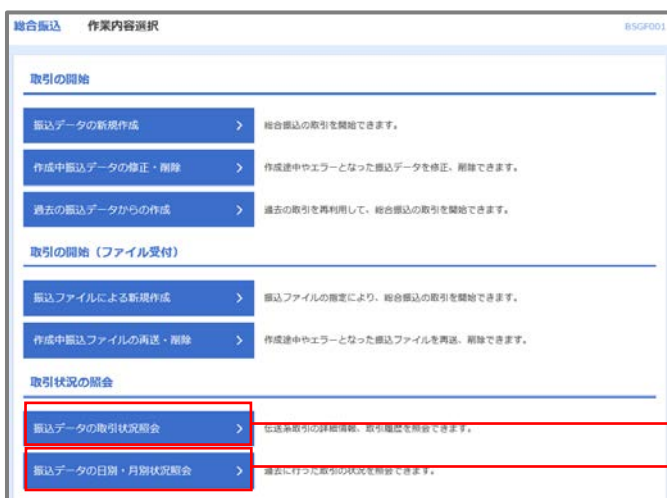 総合振込 作業内容選択 BSGF001
取引の開始
振込データの新規作成 総合振込の取引を開始できます。
作成中振込データの修正・削除 作成途中やエラーとなった振込データを修正、削除できます。
過去の振込データからの作成 過去の取引を再利用して、総合振込の取引を開始できます。
取引の開始（ファイル受付）
振込ファイルによる新規作成 振込ファイルの指定により、総合振込の取引を開始できます。
作成中振込ファイルの再送・削除 作成途中やエラーとなった振込ファイルを再送、削除できます。
取引状況の照会
振込データの取引状況照会 伝送系取引の詳細情報、取引履歴を照会できます。
振込データの日別・月別状況照会 過去に行った取引の状況を照会できます。